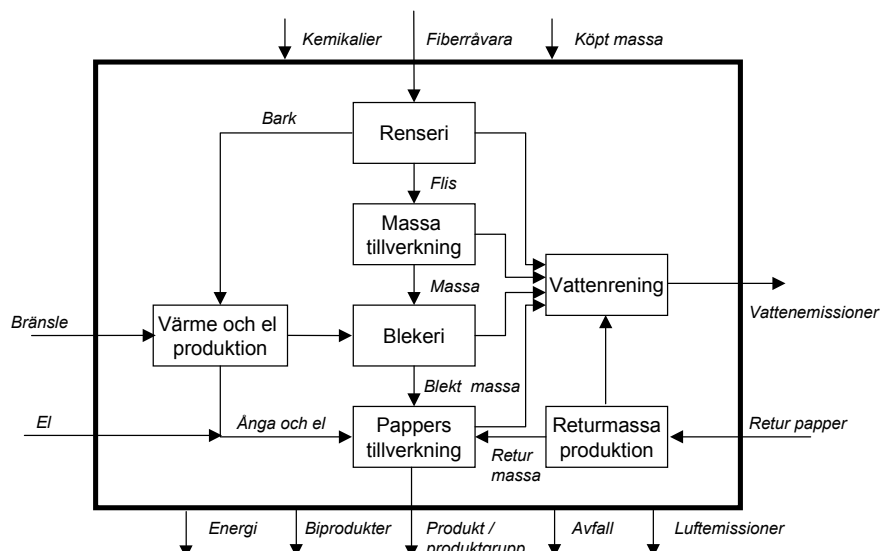 Kemikalier
Fiberråvara
Köpt massa
Bark
Renseri
Flis
Massa
tillverkning
Massa
Vattenrening
Vattenemissioner
Bränsle
Värme och el
produktion
Blekeri
Blekt massa
El
Ånga och el
Pappers
tillverkning
Retur
massa
Returmassa
produktion
Retur papper
Energi
Biprodukter
Produkt /
produktgrupp
Avfall
Luftemissioner